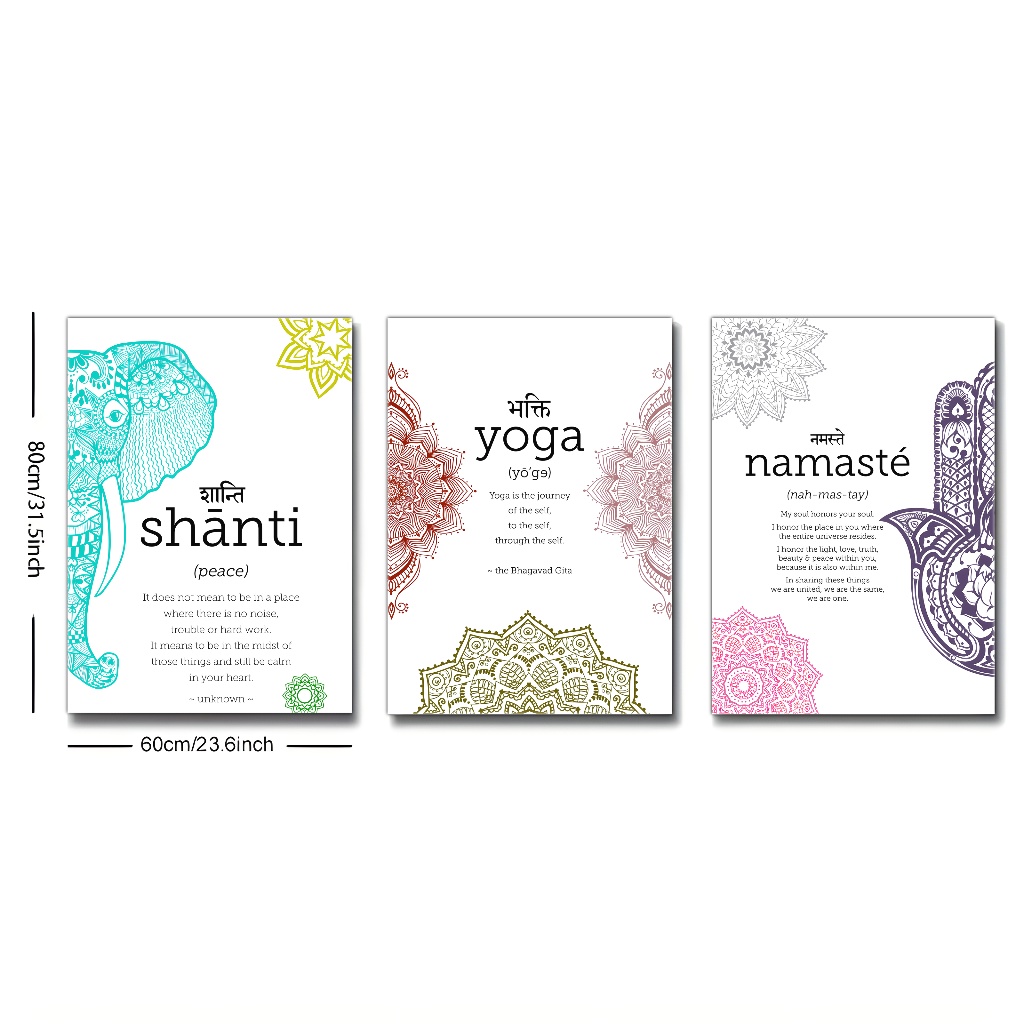 80cm/31.5inch
शान्ति
shānti
(peace)
It does not mean to be in a place
where there is no noise,
trouble or hard work.
It means to be in the midst of
those things and still be calm
in your heart.
~ unknown ~
60cm/23.6inch
भक्ति
yoga
(yō'gə)
Yoga is the journey
of the self,
to the self,
through the self.
~ the Bhagavad Gita
नमस्ते
namasté
(nah-mas-tay)
My soul honors your soul.
I honor the place in you where
the entire universe resides.
I honor the light, love, truth,
beauty & peace within you,
because it is also within me.
In sharing these things
we are united, we are the same,
we are one.